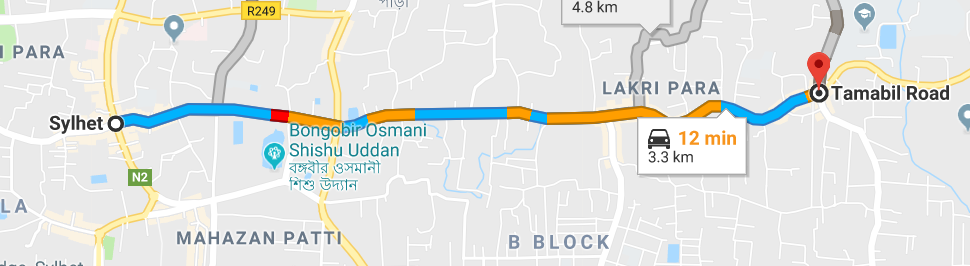 পাড়া
4.8 km
R249
I PARA
LAKRI PARA
Tamabil Road
Sylhet
Bongobir Osmani
Shishu Uddan
বঙ্গবীর ওসমানী
শিশু উদ্যান
12 min
3.3 km
N2
LA
MAHAZAN PATTI
B BLOCK
Sylhet